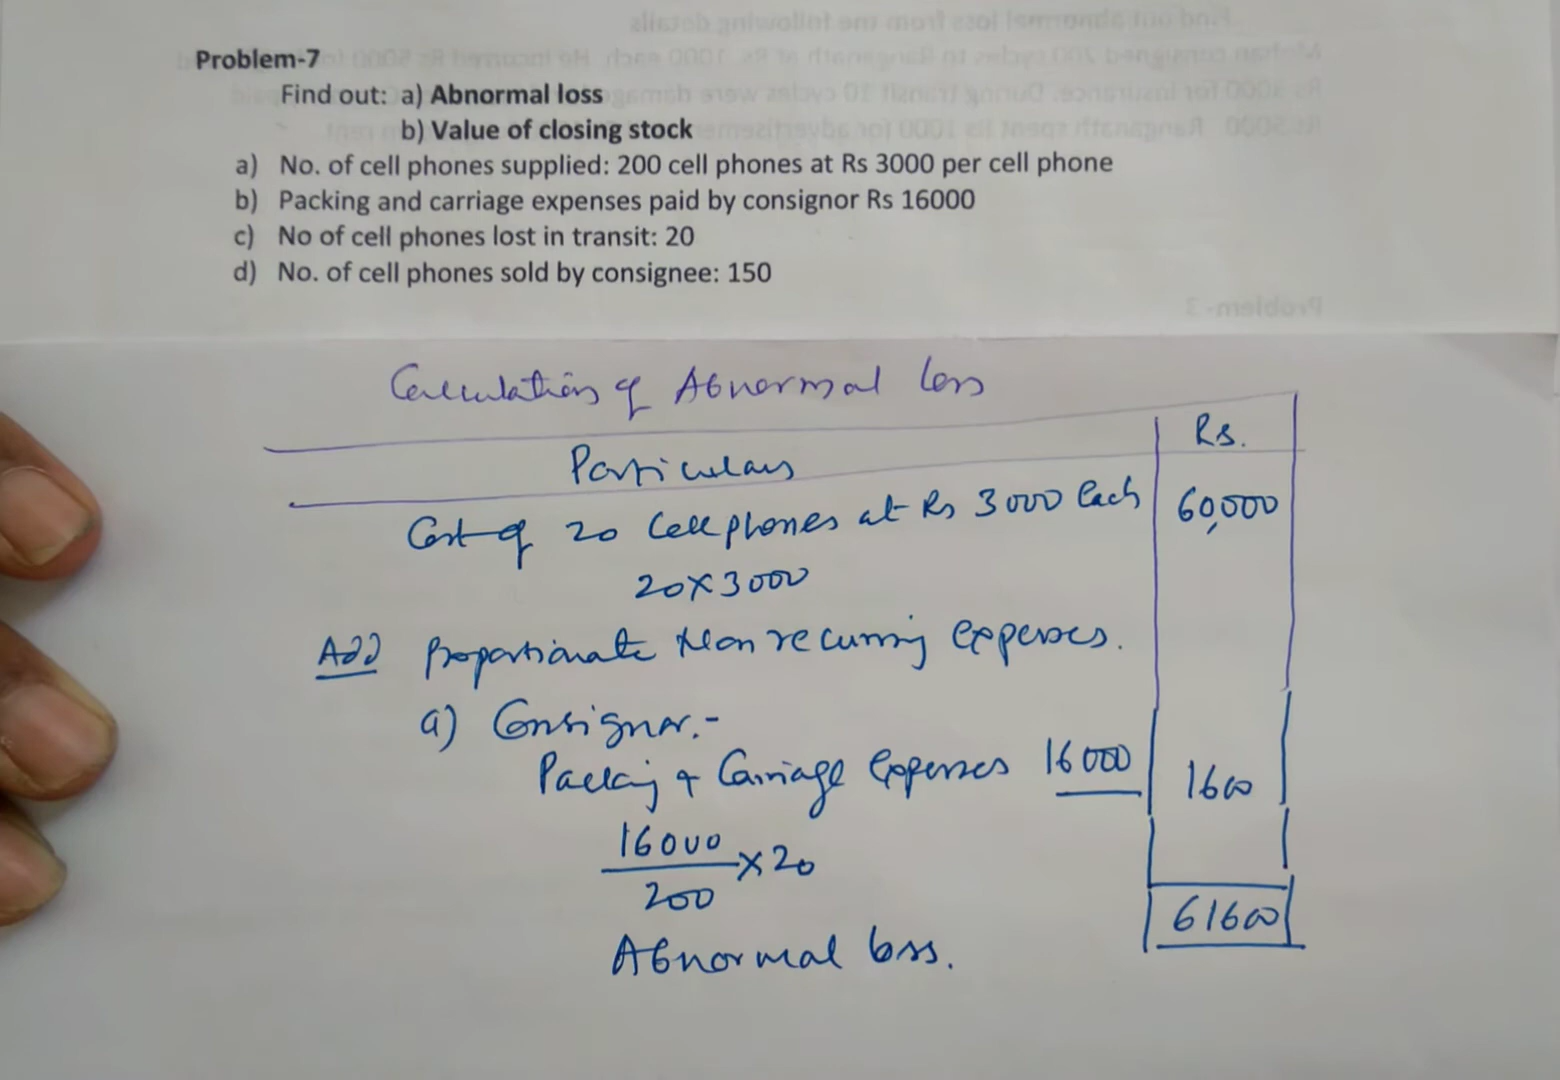 Problem-7
Find out: a) Abnormal loss
b) Value of closing stock
a) No. of cell phones supplied: 200 cell phones at Rs 3000 per cell phone
b) Packing and carriage expenses paid by consignor Rs 16000
c) No of cell phones lost in transit: 20
d) No. of cell phones sold by consignee: 150
Problem-3
Calculation of Abnormal loss
Particulars Rs.
Cost of 20 Cell phones at Rs 3000 Each 60,000
20X3000
Add Proportionate Non recurring expenses.
a) Consignor.-
Packing & Carriage Expenses 16000 1600
16000
200
X20
Abnormal loss. 61600